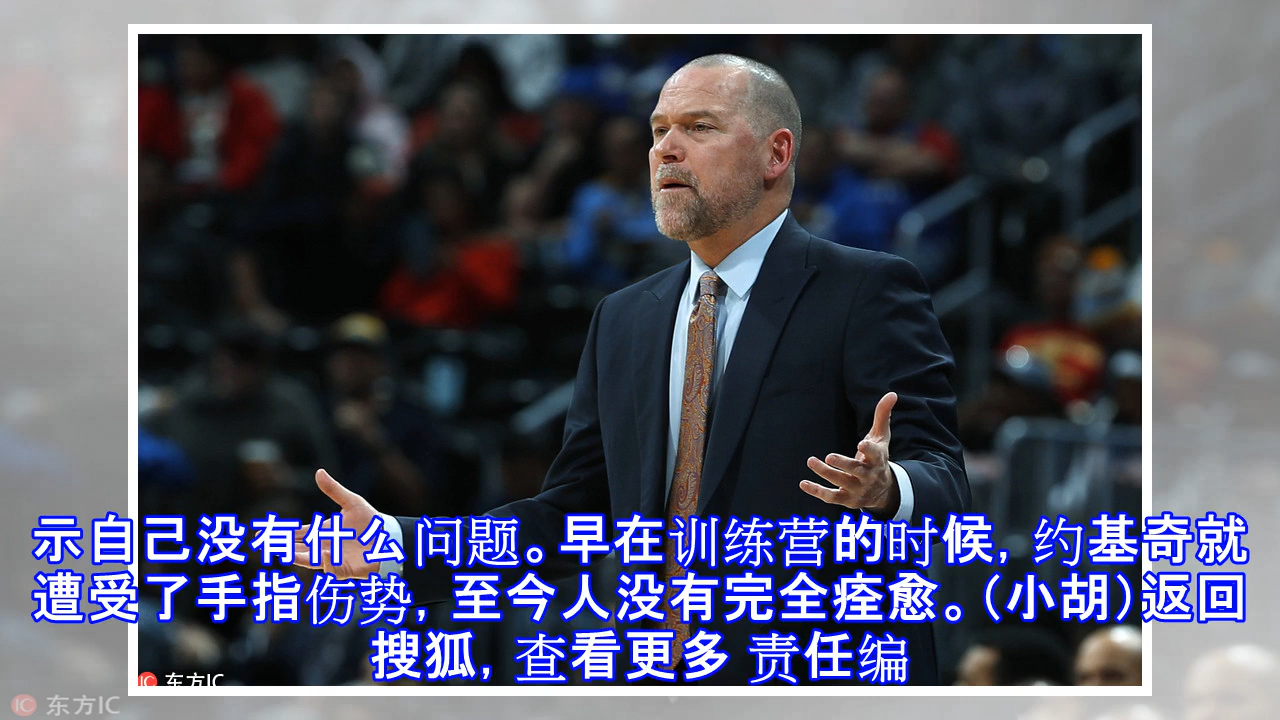 示自己没有什么问题。早在训练营的时候, 约基奇就
遭受了手指伤势, 至今人没有完全痊愈。(小胡)返回
搜狐, 查看更多 责任编
IC 东方IC
IC 东方IC